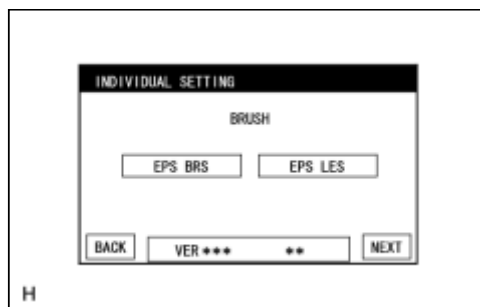 INDIVIDUAL SETTING
BRUSH
EPS BRS EPS LES
BACK VER*** ** NEXT
H